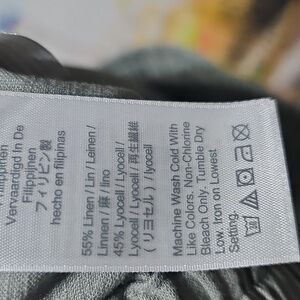 Filippinen
Vervaardigd In De
Filippijnen
フィリピン製
hecho en filipinas
55% Linen / Lin / Leinen /
Linnen / 麻 / lino
45% Lyocell / Lyocell /
Lyocell / Lyocell / 再生繊維
(リヨセル) / lyocell
Machine Wash Cold With
Like Colors. Non-Chlorine
Bleach Only. Tumble Dry
Low. Iron on Lowest
Setting.